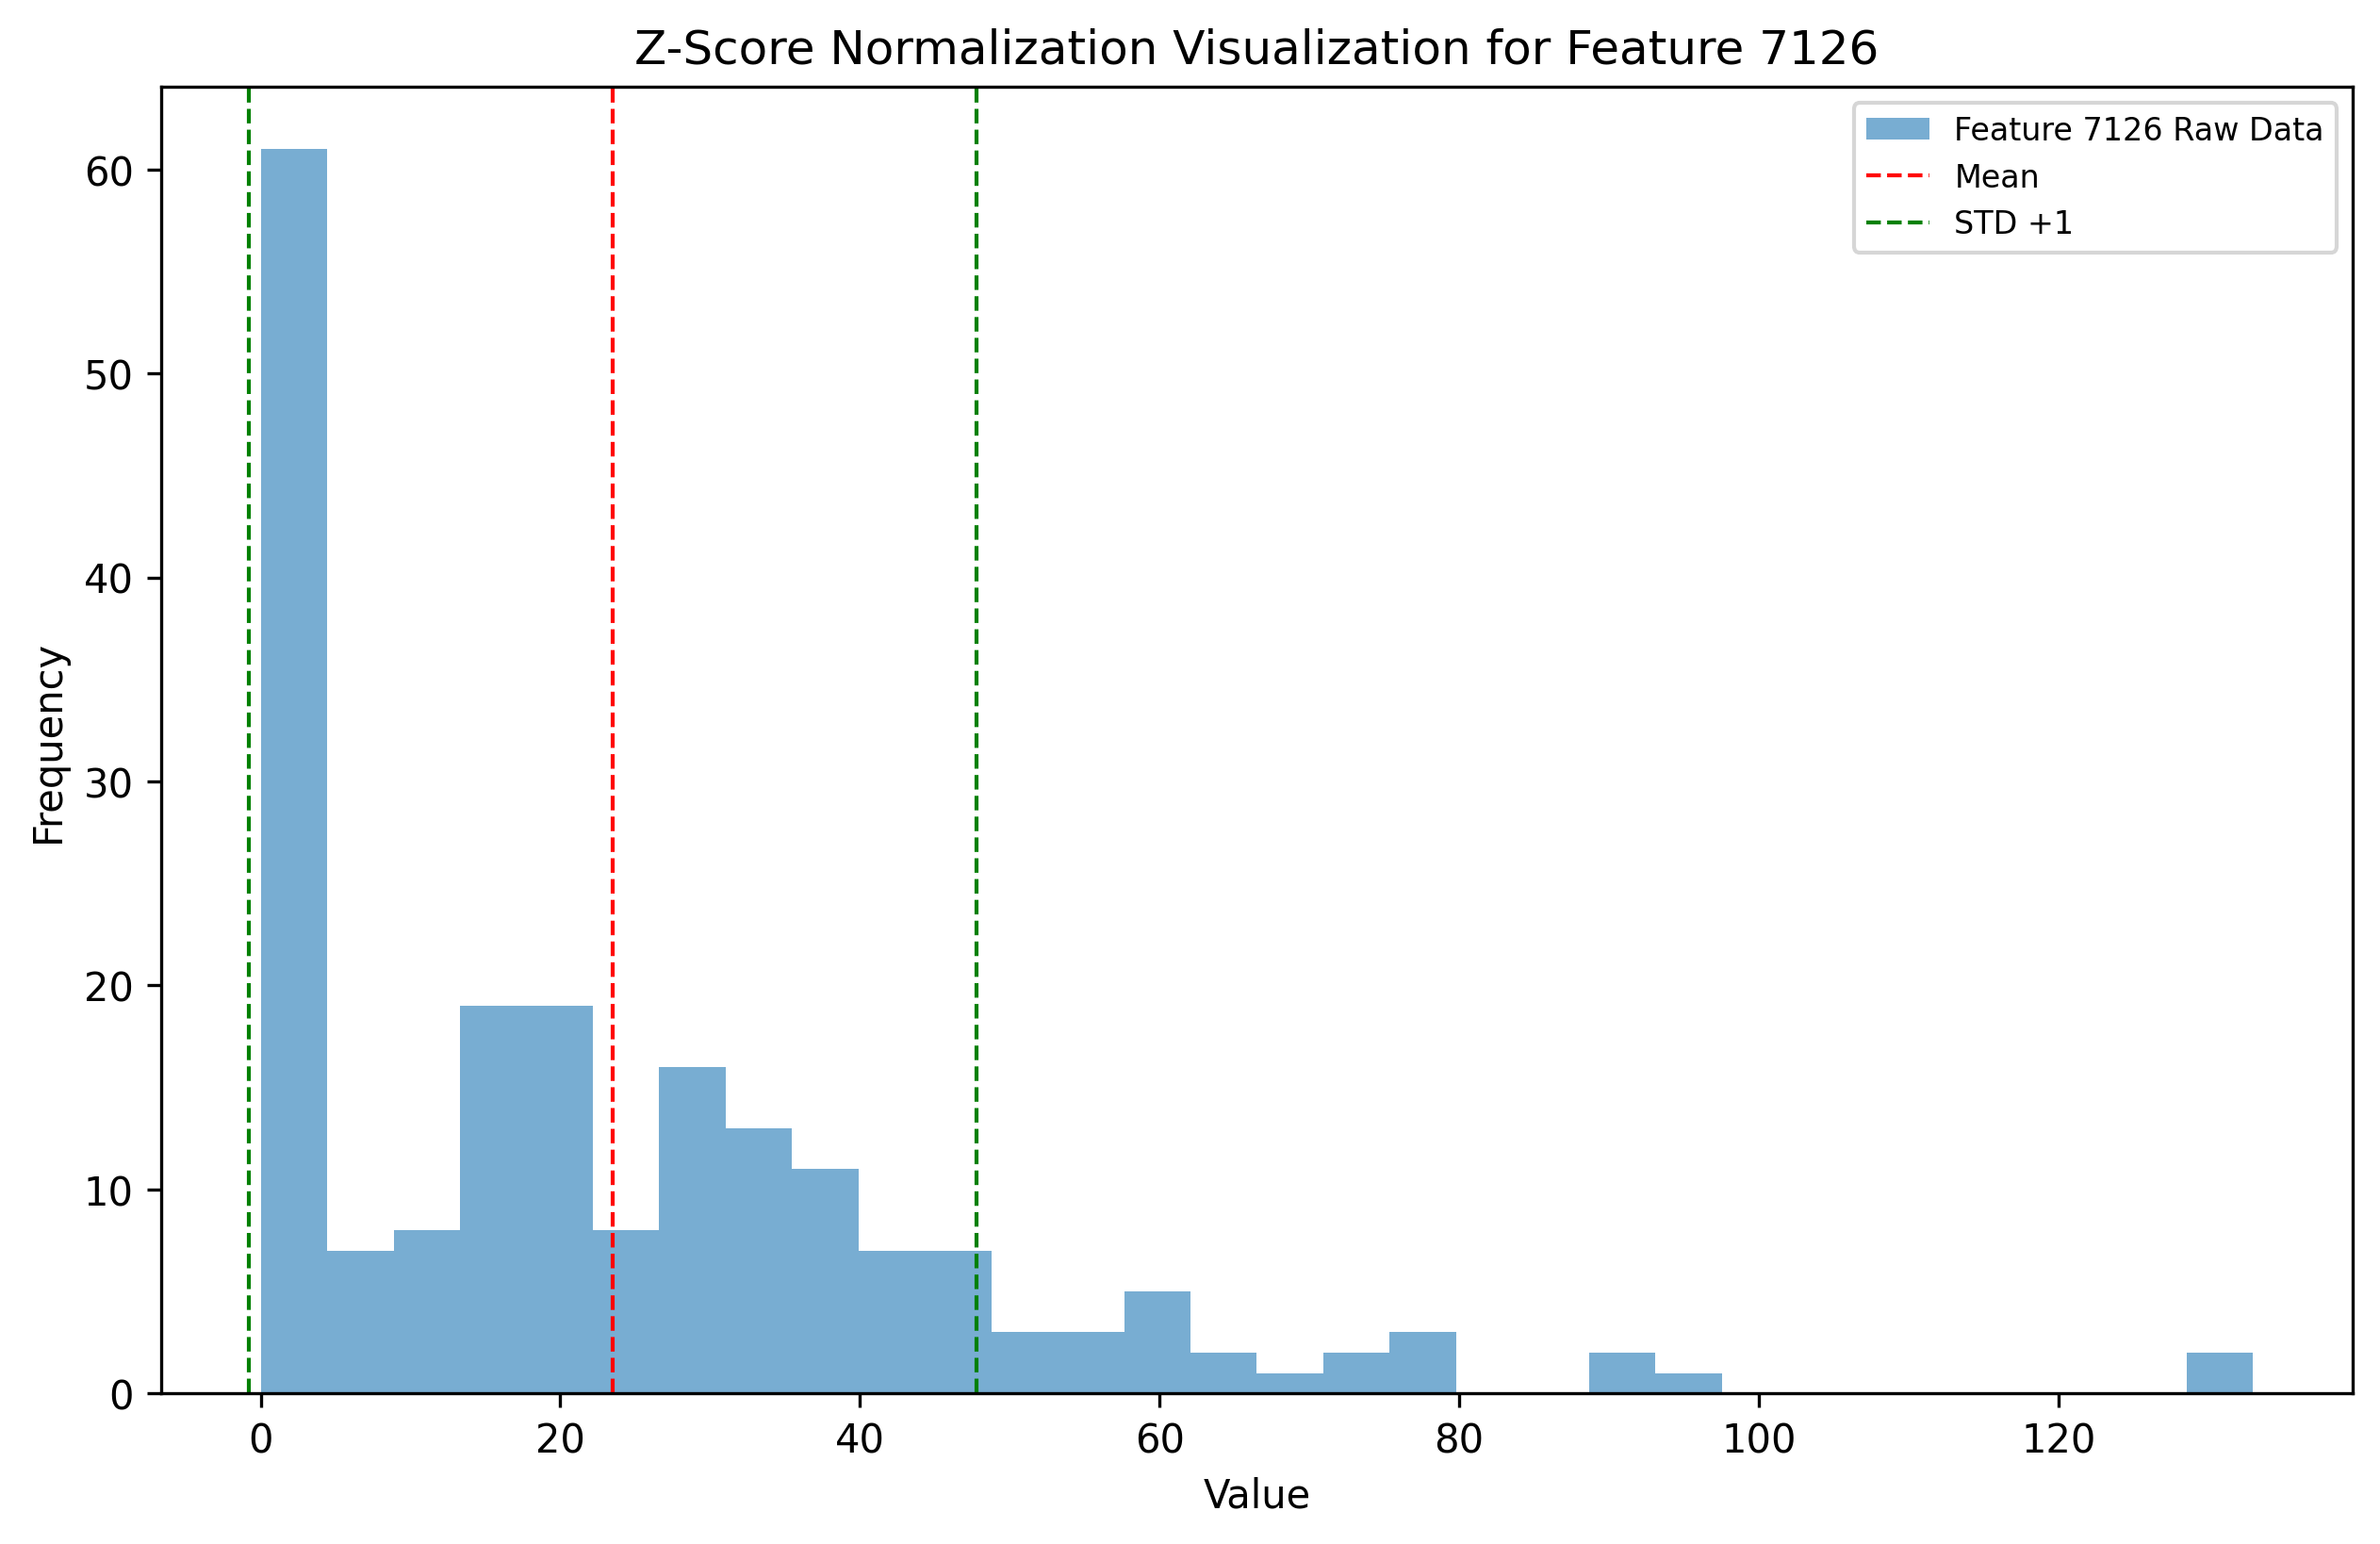 Z-Score Normalization Visualization for Feature 7126
Feature 7126 Raw Data
Mean
STD +1
60
50
40
30
20
10
0
Frequency
0 20 40 60 80 100 120
Value